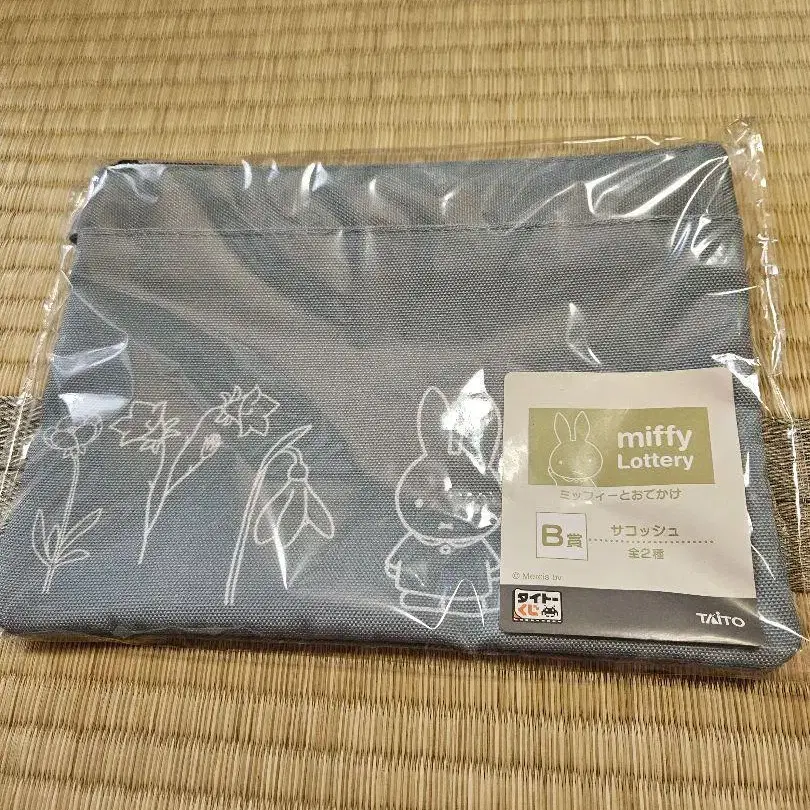 miffy
Lottery
ミッフィーとおでかけ
B賞
サコッシュ
全2種
© Mercis bv
タイトー
くじ
TAITO